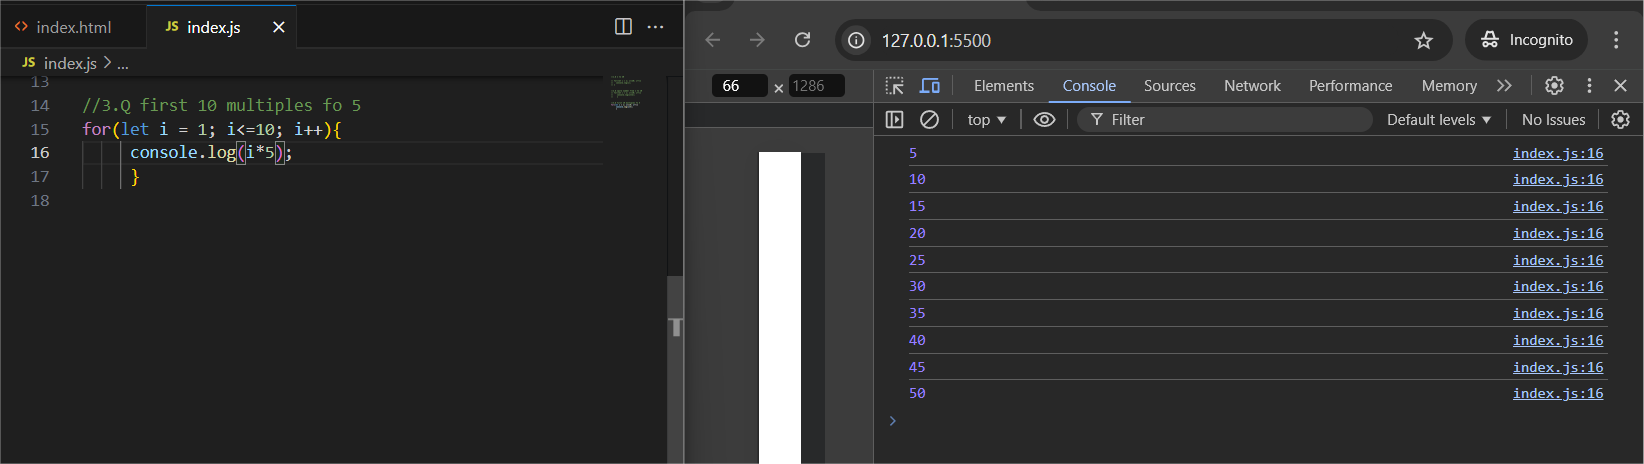 index.html
JS index.js
JS index.js > ...
13
14 //3.Q first 10 multiples fo 5
15 for(let i = 1; i<=10; i++){
16 console.log(i*5);
17 }
18
127.0.0.1:5500
Incognito
66 × 1286
Elements Console Sources Network Performance Memory
top Filter Default levels No Issues
5 index.js:16
10 index.js:16
15 index.js:16
20 index.js:16
25 index.js:16
30 index.js:16
35 index.js:16
40 index.js:16
45 index.js:16
50 index.js:16